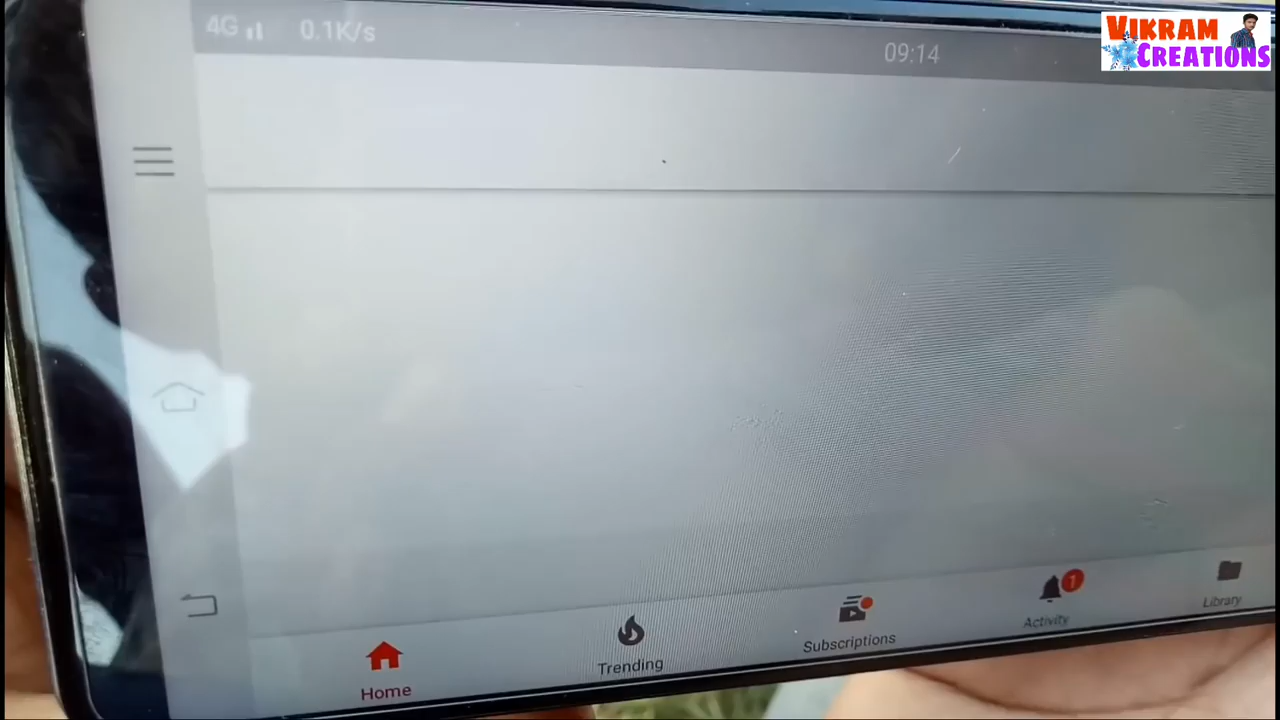 4G 0.1K/s
09:14
VIKRAM
CREATIONS
Home
Trending
Subscriptions
Activity
1
Library